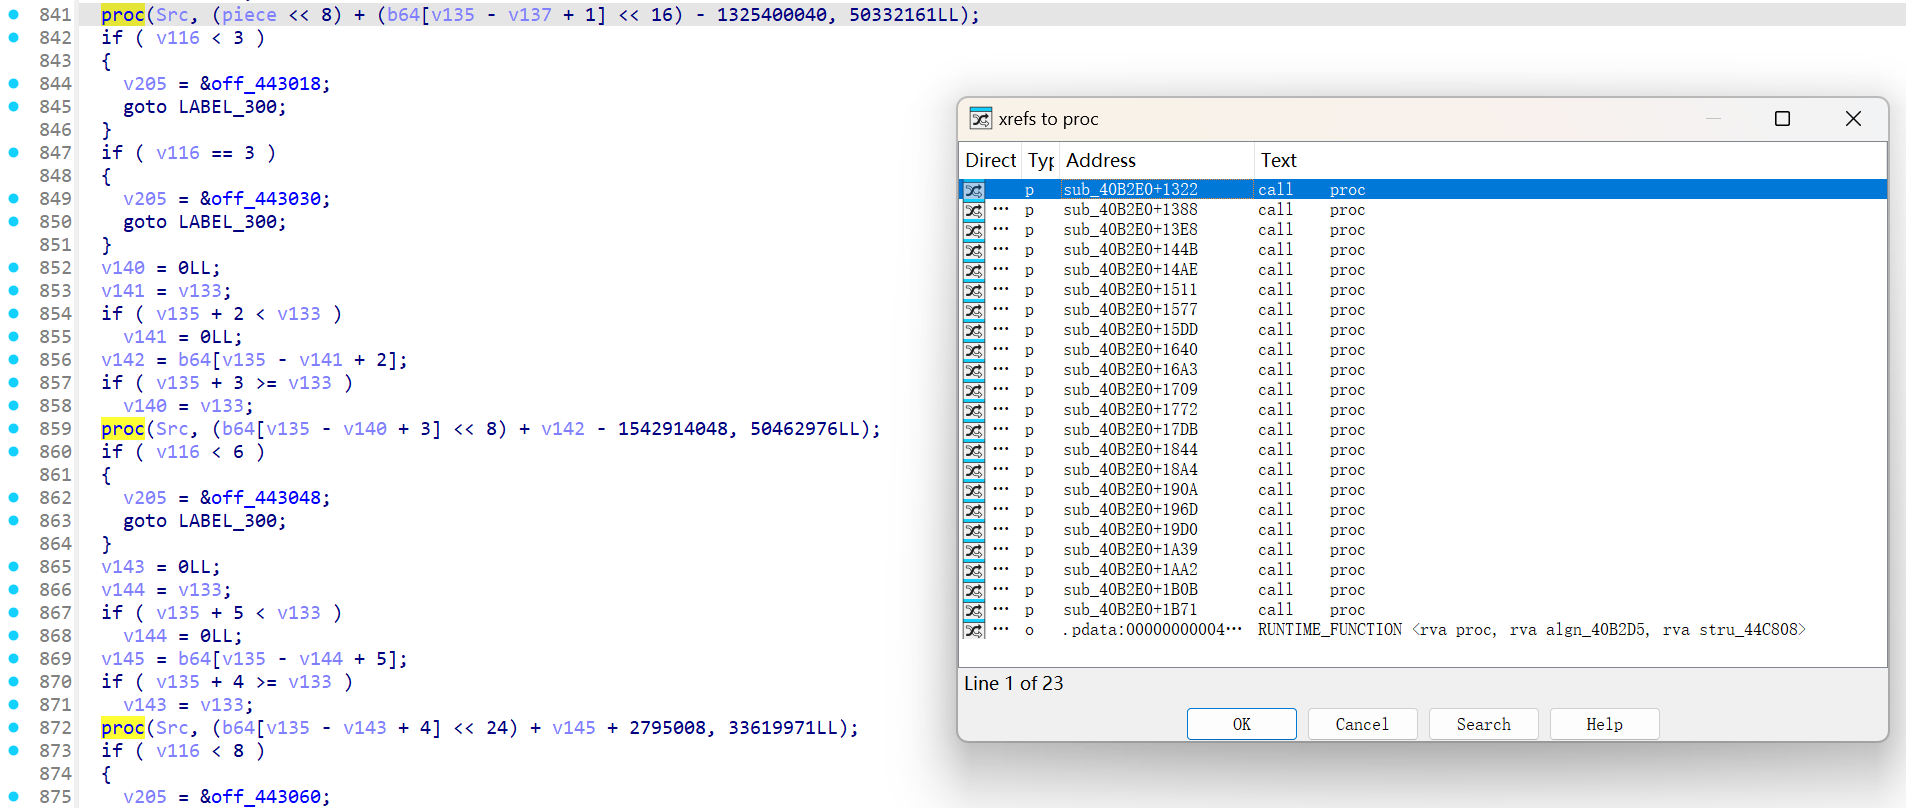 841 proc(Src, (piece << 8) + (b64[v135 - v137 + 1] << 16) - 1325400040, 50332161LL);
842 if ( v116 < 3 )
843 {
844 v205 = &off_443018;
845 goto LABEL_300;
846 }
847 if ( v116 == 3 )
848 {
849 v205 = &off_443030;
850 goto LABEL_300;
851 }
852 v140 = 0LL;
853 v141 = v133;
854 if ( v135 + 2 < v133 )
855 v141 = 0LL;
856 v142 = b64[v135 - v141 + 2];
857 if ( v135 + 3 >= v133 )
858 v140 = v133;
859 proc(Src, (b64[v135 - v140 + 3] << 8) + v142 - 1542914048, 50462976LL);
860 if ( v116 < 6 )
861 {
862 v205 = &off_443048;
863 goto LABEL_300;
864 }
865 v143 = 0LL;
866 v144 = v133;
867 if ( v135 + 5 < v133 )
868 v144 = 0LL;
869 v145 = b64[v135 - v144 + 5];
870 if ( v135 + 4 >= v133 )
871 v143 = v133;
872 proc(Src, (b64[v135 - v143 + 4] << 24) + v145 + 2795008, 33619971LL);
873 if ( v116 < 8 )
874 {
875 v205 = &off_443060;
xrefs to proc
Direct Typ Address Text
p sub_40B2E0+1322 call proc
… p sub_40B2E0+1388 call proc
… p sub_40B2E0+13E8 call proc
… p sub_40B2E0+144B call proc
… p sub_40B2E0+14AE call proc
… p sub_40B2E0+1511 call proc
… p sub_40B2E0+1577 call proc
… p sub_40B2E0+15DD call proc
… p sub_40B2E0+1640 call proc
… p sub_40B2E0+16A3 call proc
… p sub_40B2E0+1709 call proc
… p sub_40B2E0+1772 call proc
… p sub_40B2E0+17DB call proc
… p sub_40B2E0+1844 call proc
… p sub_40B2E0+18A4 call proc
… p sub_40B2E0+190A call proc
… p sub_40B2E0+196D call proc
… p sub_40B2E0+19D0 call proc
… p sub_40B2E0+1A39 call proc
… p sub_40B2E0+1AA2 call proc
… p sub_40B2E0+1B0B call proc
… p sub_40B2E0+1B71 call proc
… o .pdata:00000000004… RUNTIME_FUNCTION <rva proc, rva algn_40B2D5, rva stru_44C808>
Line 1 of 23
OK Cancel Search Help